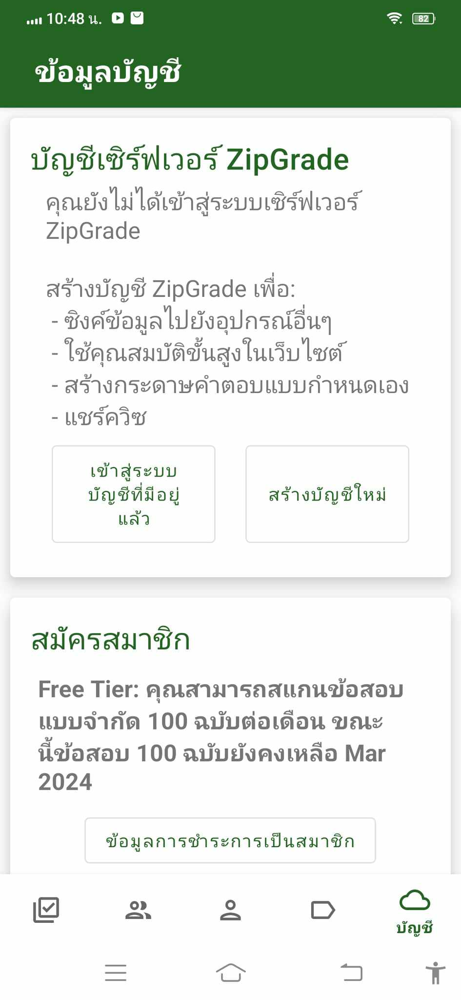 10:48 น.
82
ข้อมูลบัญชี
บัญชีเซิร์ฟเวอร์ ZipGrade
คุณยังไม่ได้เข้าสู่ระบบเซิร์ฟเวอร์
ZipGrade
สร้างบัญชี ZipGrade เพื่อ:
- ซิงค์ข้อมูลไปยังอุปกรณ์อื่นๆ
- ใช้คุณสมบัติขั้นสูงในเว็บไซต์
- สร้างกระดาษคำตอบแบบกำหนดเอง
- แชร์ควิซ
เข้าสู่ระบบ
บัญชีที่มีอยู่
แล้ว
สร้างบัญชีใหม่
สมัครสมาชิก
Free Tier: คุณสามารถสแกนข้อสอบ
แบบจำกัด 100 ฉบับต่อเดือน ขณะ
นี้ข้อสอบ 100 ฉบับยังคงเหลือ Mar
2024
ข้อมูลการชำระการเป็นสมาชิก
บัญชี